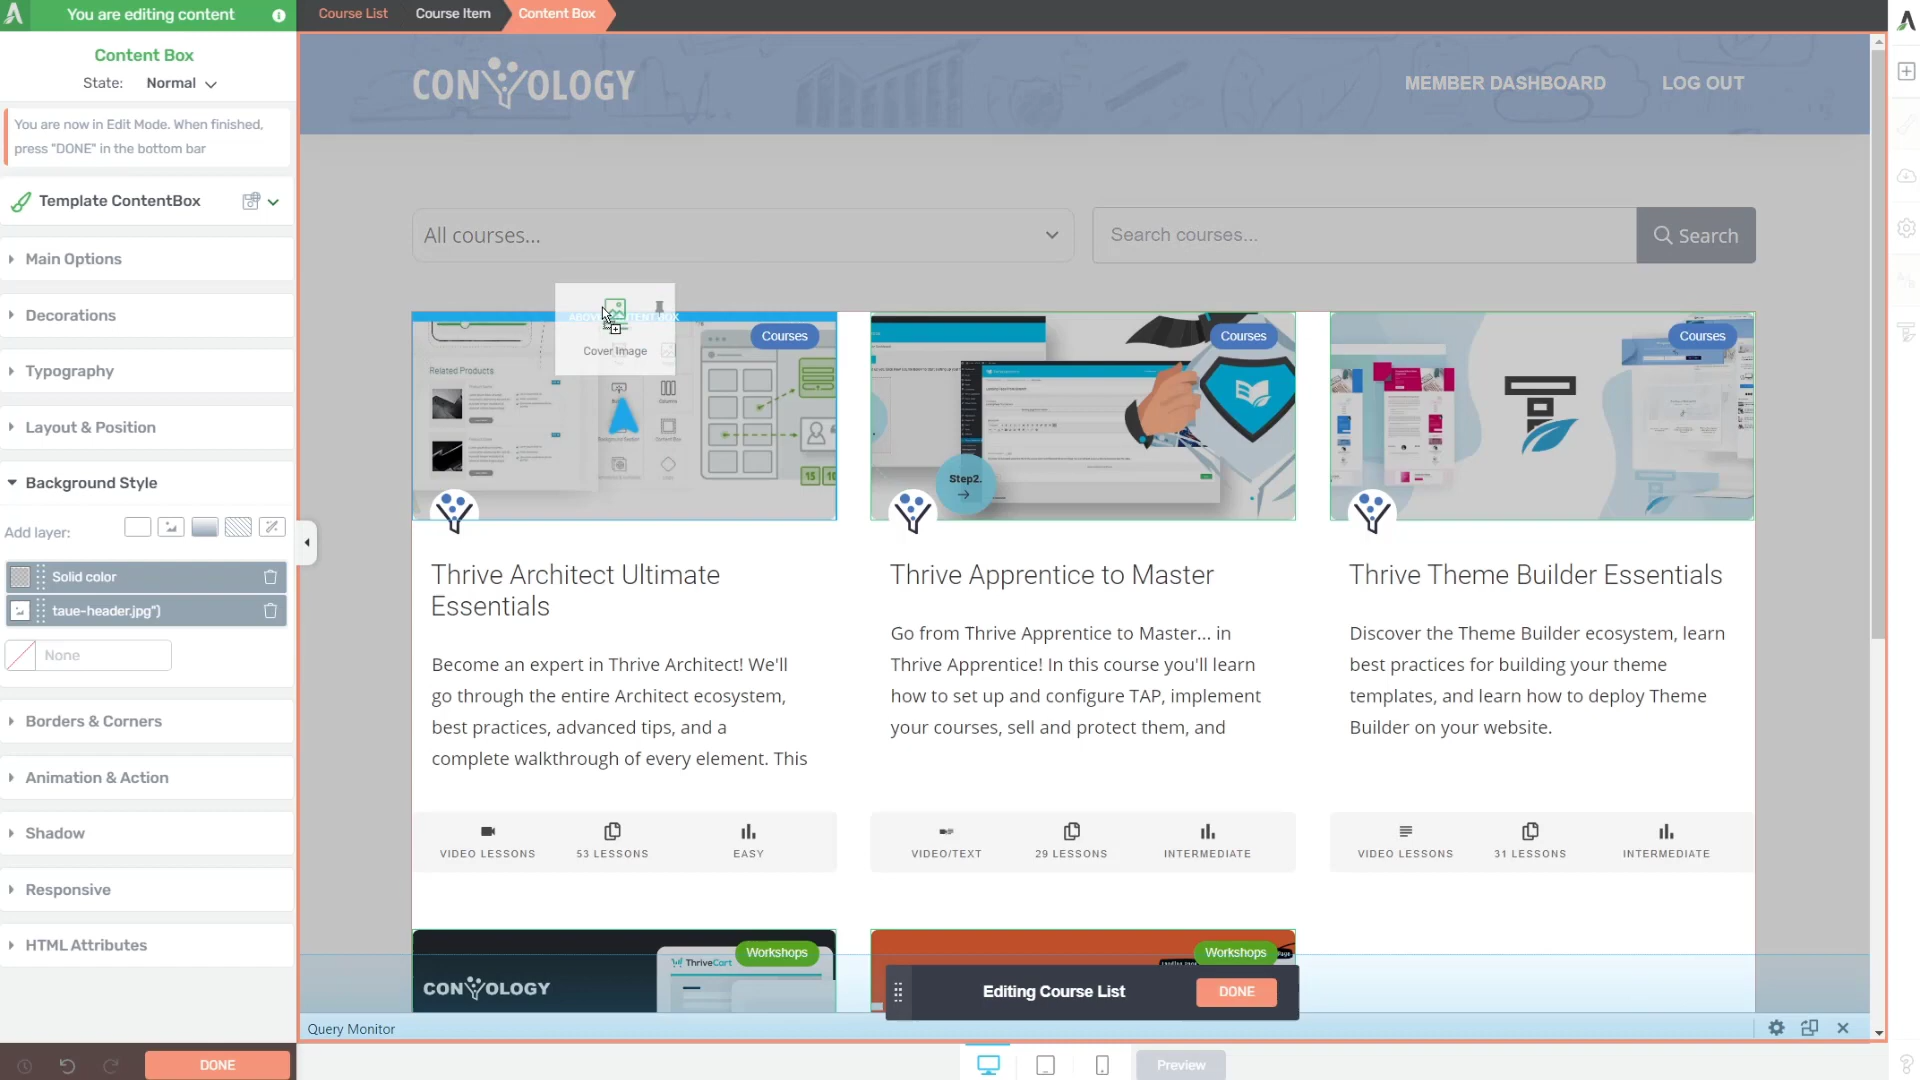 You are editing content
Course List
Course Item
Content Box
Content Box
State:
Normal
You are now in Edit Mode. When finished,
press "DONE" in the bottom bar
Template ContentBox
Main Options
Decorations
Typography
Layout & Position
Background Style
Add layer:
Solid color
taue-header.jpg")
None
Borders & Corners
Animation & Action
Shadow
Responsive
HTML Attributes
DONE
CONVOLOGY
MEMBER DASHBOARD
LOG OUT
All courses...
Search courses...
Search
Cover Image
Related Products
Courses
Step2.
Courses
Courses
Thrive Architect Ultimate
Essentials
Become an expert in Thrive Architect! We'll
go through the entire Architect ecosystem,
best practices, advanced tips, and a
complete walkthrough of every element. This
VIDEO LESSONS
53 LESSONS
EASY
Thrive Apprentice to Master
Go from Thrive Apprentice to Master... in
Thrive Apprentice! In this course you'll learn
how to set up and configure TAP, implement
your courses, sell and protect them, and
VIDEO/TEXT
29 LESSONS
INTERMEDIATE
Thrive Theme Builder Essentials
Discover the Theme Builder ecosystem, learn
best practices for building your theme
templates, and learn how to deploy Theme
Builder on your website.
VIDEO LESSONS
31 LESSONS
INTERMEDIATE
CONVOLOGY
ThriveCart
Workshops
Workshops
Editing Course List
DONE
Query Monitor
Preview